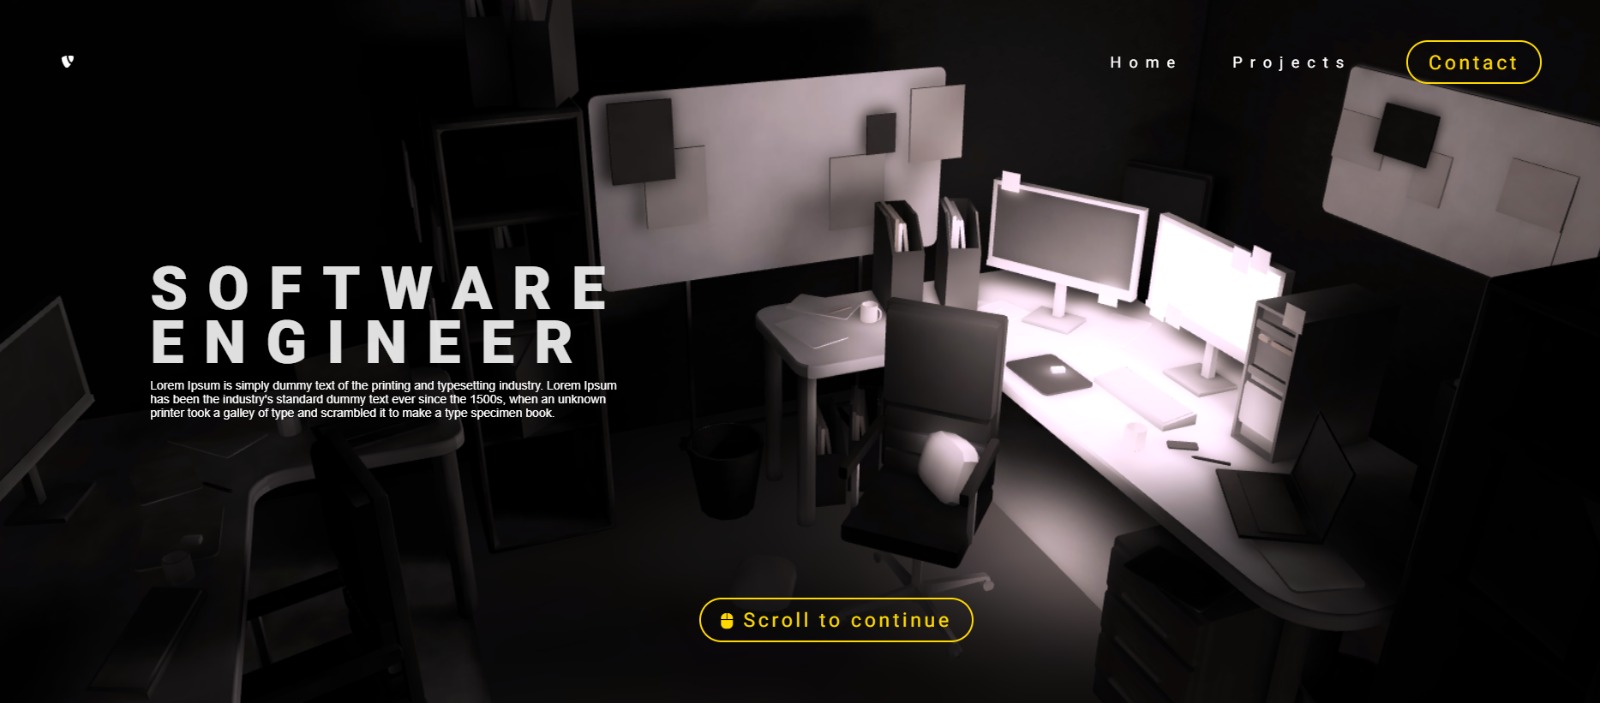 Home Projects Contact
SOFTWARE
ENGINEER
Lorem Ipsum is simply dummy text of the printing and typesetting industry. Lorem Ipsum
has been the industry's standard dummy text ever since the 1500s, when an unknown
printer took a galley of type and scrambled it to make a type specimen book.
Scroll to continue